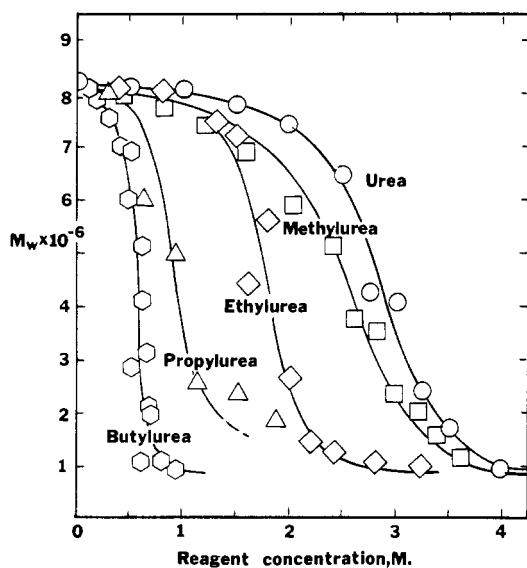 9
8
7
6
Mw×10⁻⁶
5
4
3
2
1
0
1
2
3
4
Urea
Methylurea
Ethylurea
Propylurea
Butylurea
Reagent concentration,M.